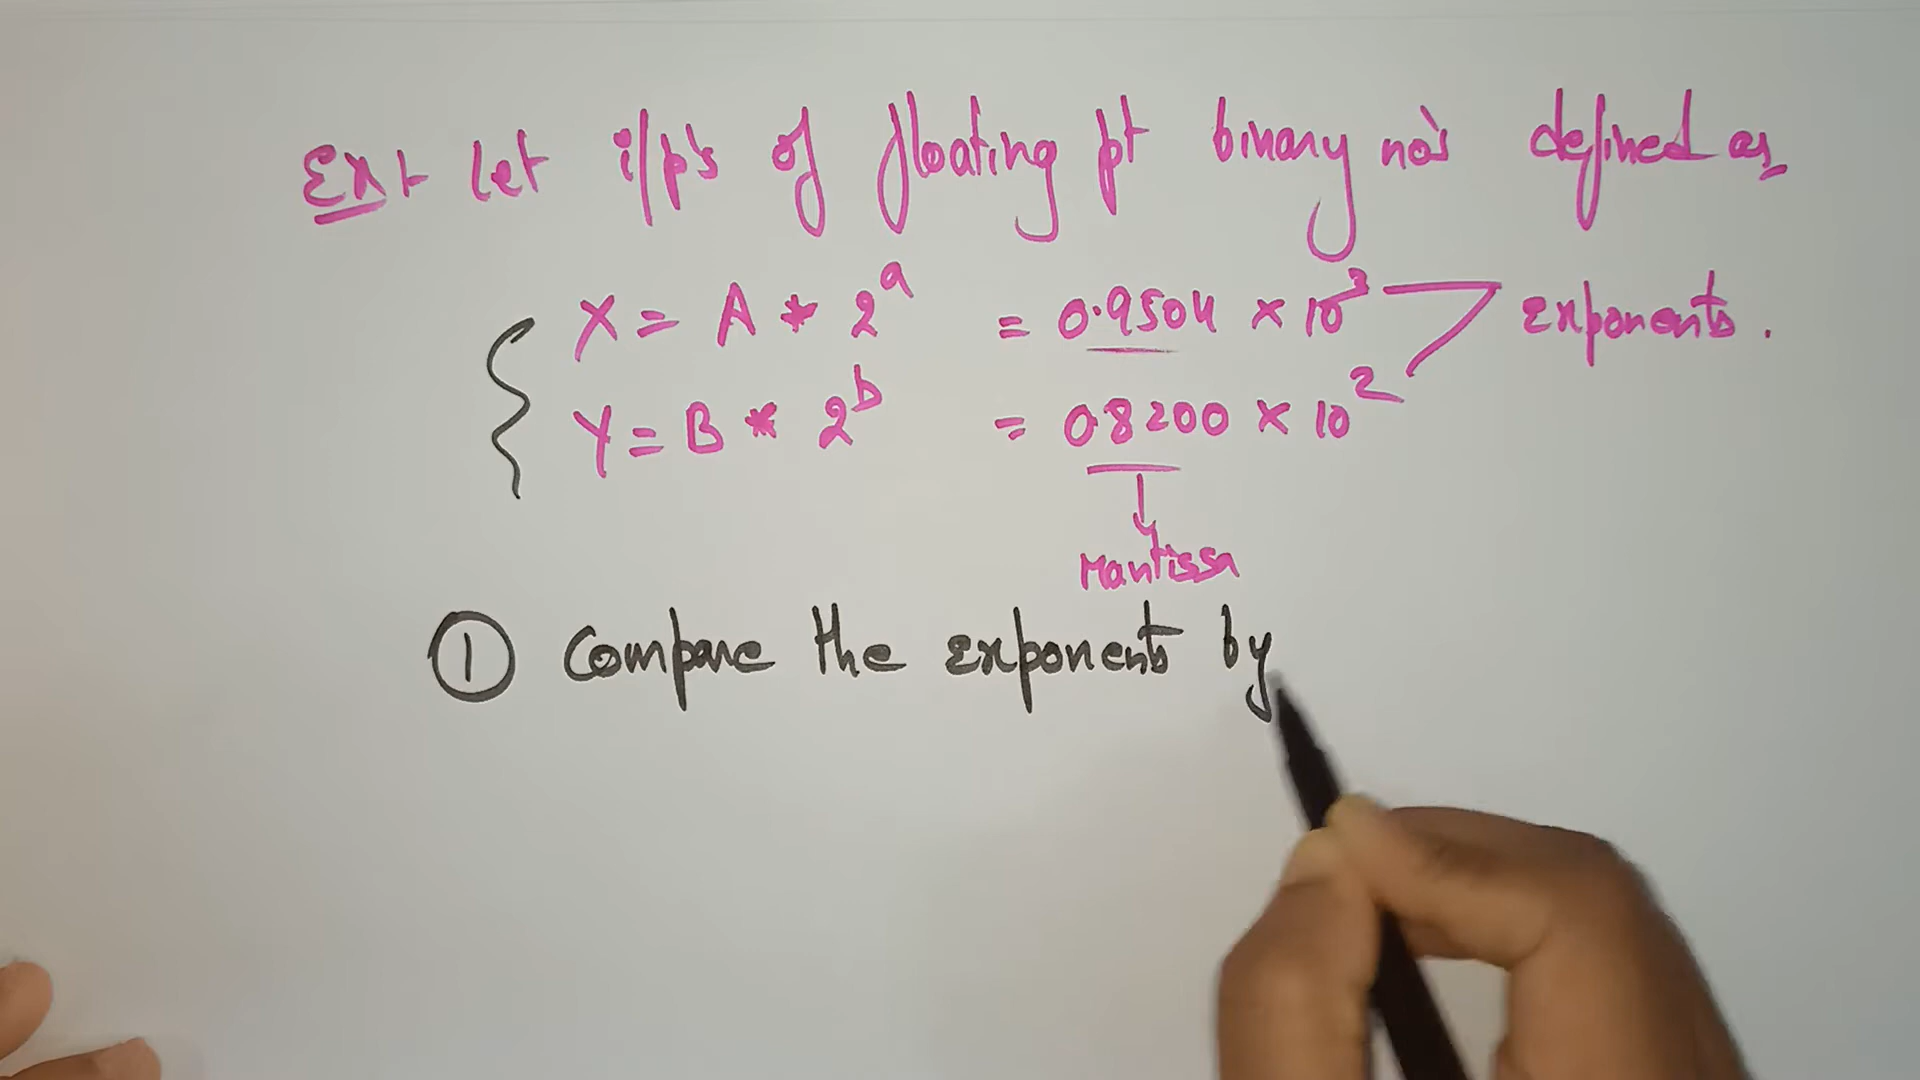 Ex:- Let i/p's of floating pt binary no's defined as
X = A * 2^a = 0.9504 × 10^3 exponents.
Y = B * 2^b = 0.8200 × 10^2
Mantissa
① Compare the exponents by